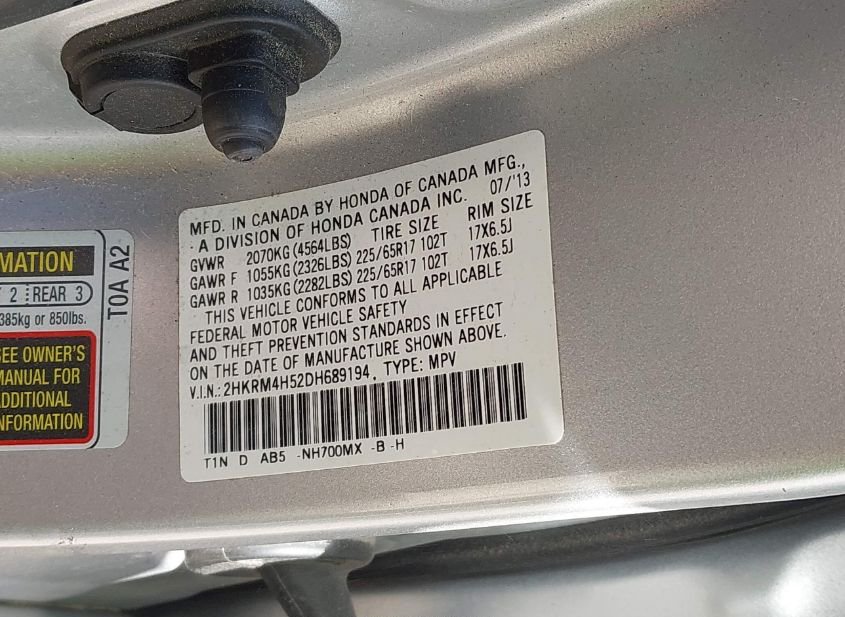 MATION
T 2 REAR 3
385kg or 850lbs.
SEE OWNER'S
MANUAL FOR
ADDITIONAL
INFORMATION
T0A A2
MFD. IN CANADA BY HONDA OF CANADA MFG.,
A DIVISION OF HONDA CANADA INC. 07/'13
GVWR 2070KG(4564LBS) TIRE SIZE RIM SIZE
GAWR F 1055KG(2326LBS) 225/65R17 102T 17X6.5J
GAWR R 1035KG(2282LBS) 225/65R17 102T 17X6.5J
THIS VEHICLE CONFORMS TO ALL APPLICABLE
FEDERAL MOTOR VEHICLE SAFETY
AND THEFT PREVENTION STANDARDS IN EFFECT
ON THE DATE OF MANUFACTURE SHOWN ABOVE.
V.I.N.: 2HKRM4H52DH689194, TYPE: MPV
T1N D AB5 -NH700MX -B -H